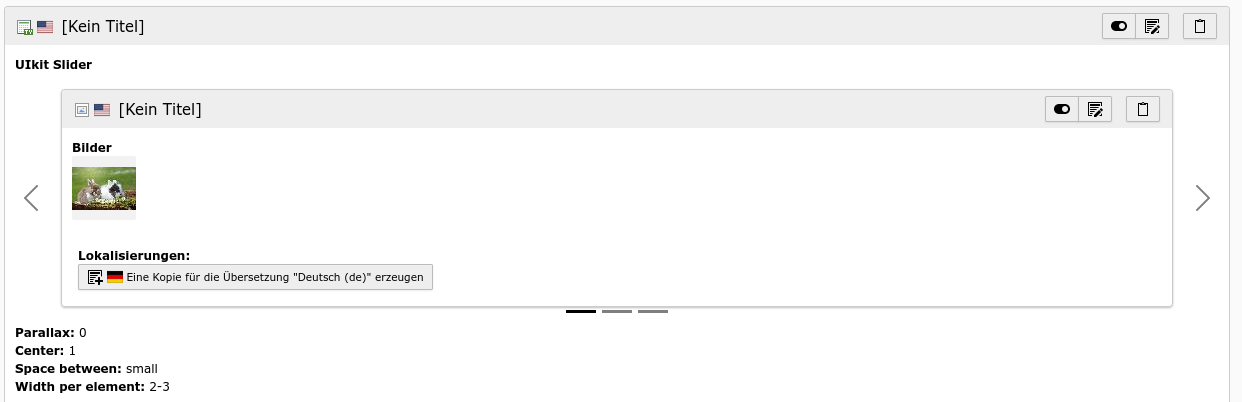 [Kein Titel]
UIkit Slider
[Kein Titel]
Bilder
Lokalisierungen:
Eine Kopie für die Übersetzung "Deutsch (de)" erzeugen
Parallax: 0
Center: 1
Space between: small
Width per element: 2-3